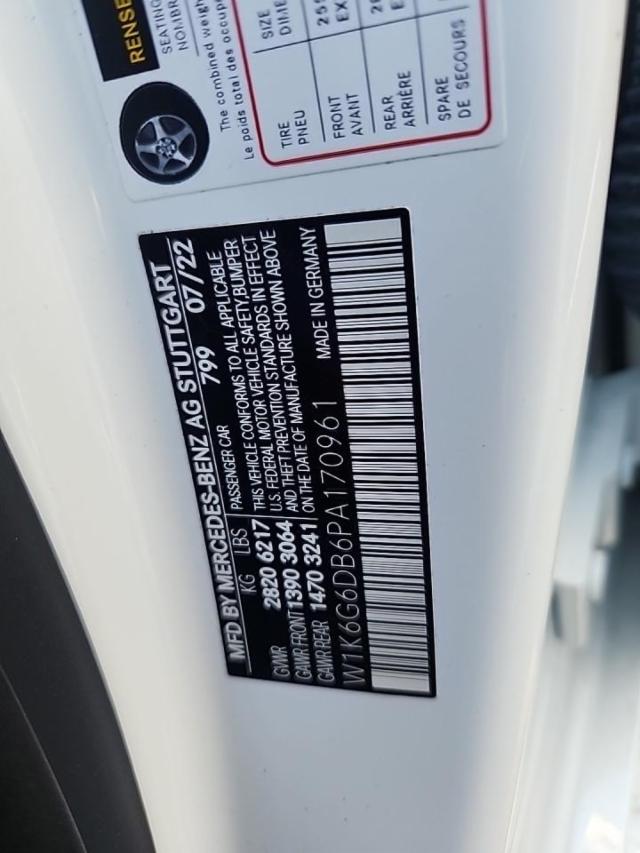 RENSE
SEATING
NOMBR
The combined weigh
Le poids total des occup
SIZE
DIME
TIRE
PNEU
FRONT
AVANT
REAR
ARRIÈRE
SPARE
DE SECOURS
MFD BY MERCEDES-BENZ AG STUTTGART
KG LBS PASSENGER CAR 799 07/22
GVWR 2820 6217 THIS VEHICLE CONFORMS TO ALL APPLICABLE
U.S. FEDERAL MOTOR VEHICLE SAFETY,BUMPER
GAWR FRONT 1390 3064 AND THEFT PREVENTION STANDARDS IN EFFECT
GAWR REAR 1470 3241 ON THE DATE OF MANUFACTURE SHOWN ABOVE
W1K6G6DB6PA170961 MADE IN GERMANY